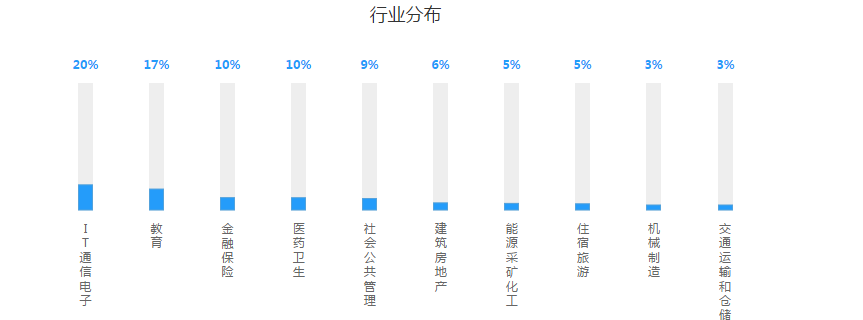 行业分布
20%
17%
10%
10%
9%
6%
5%
5%
3%
3%
IT通信电子
教育
金融保险
医药卫生
社会公共管理
建筑房地产
能源采矿化工
住宿旅游
机械制造
交通运输和仓储